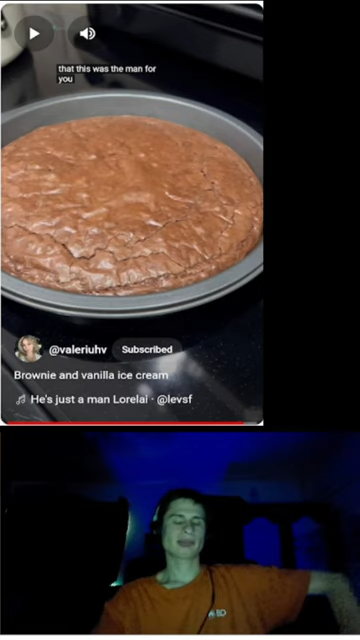 that this was the man for
you
@valeriuhv Subscribed
Brownie and vanilla ice cream
He's just a man Lorelai · @levsf